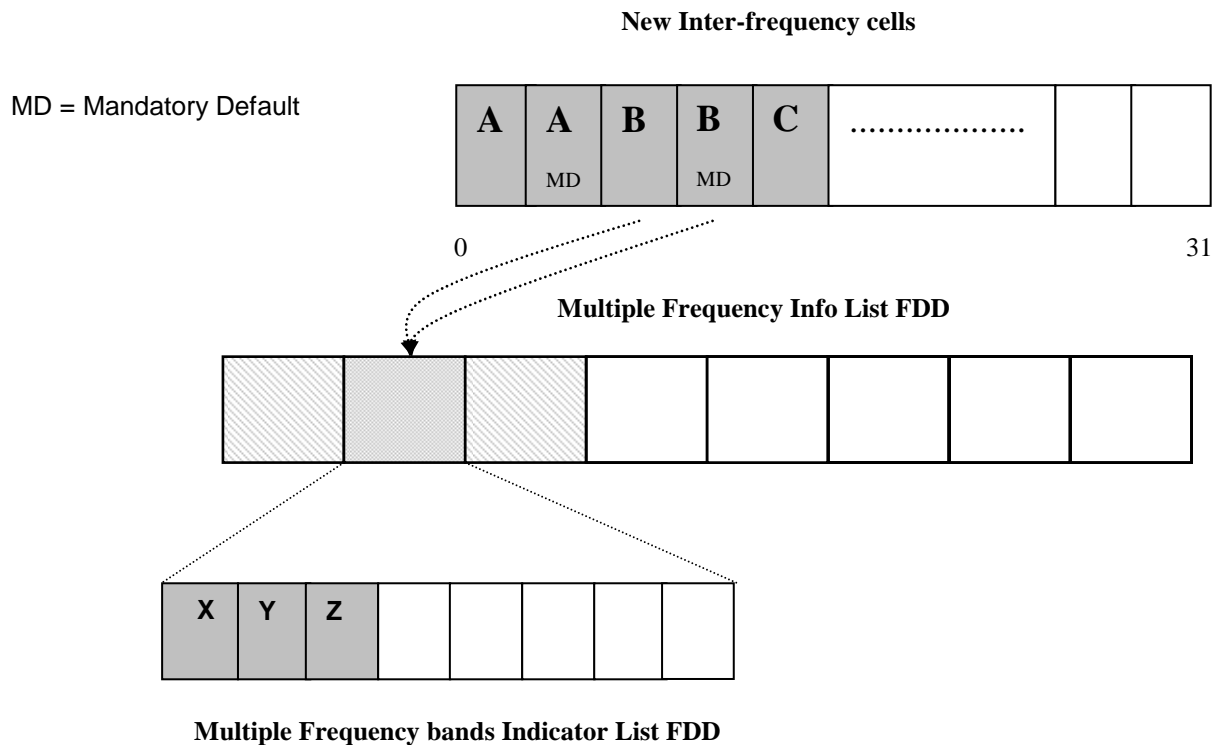 New Inter-frequency cells
MD = Mandatory Default
A A B B C ...................
MD MD
0 31
Multiple Frequency Info List FDD
X Y Z
Multiple Frequency bands Indicator List FDD